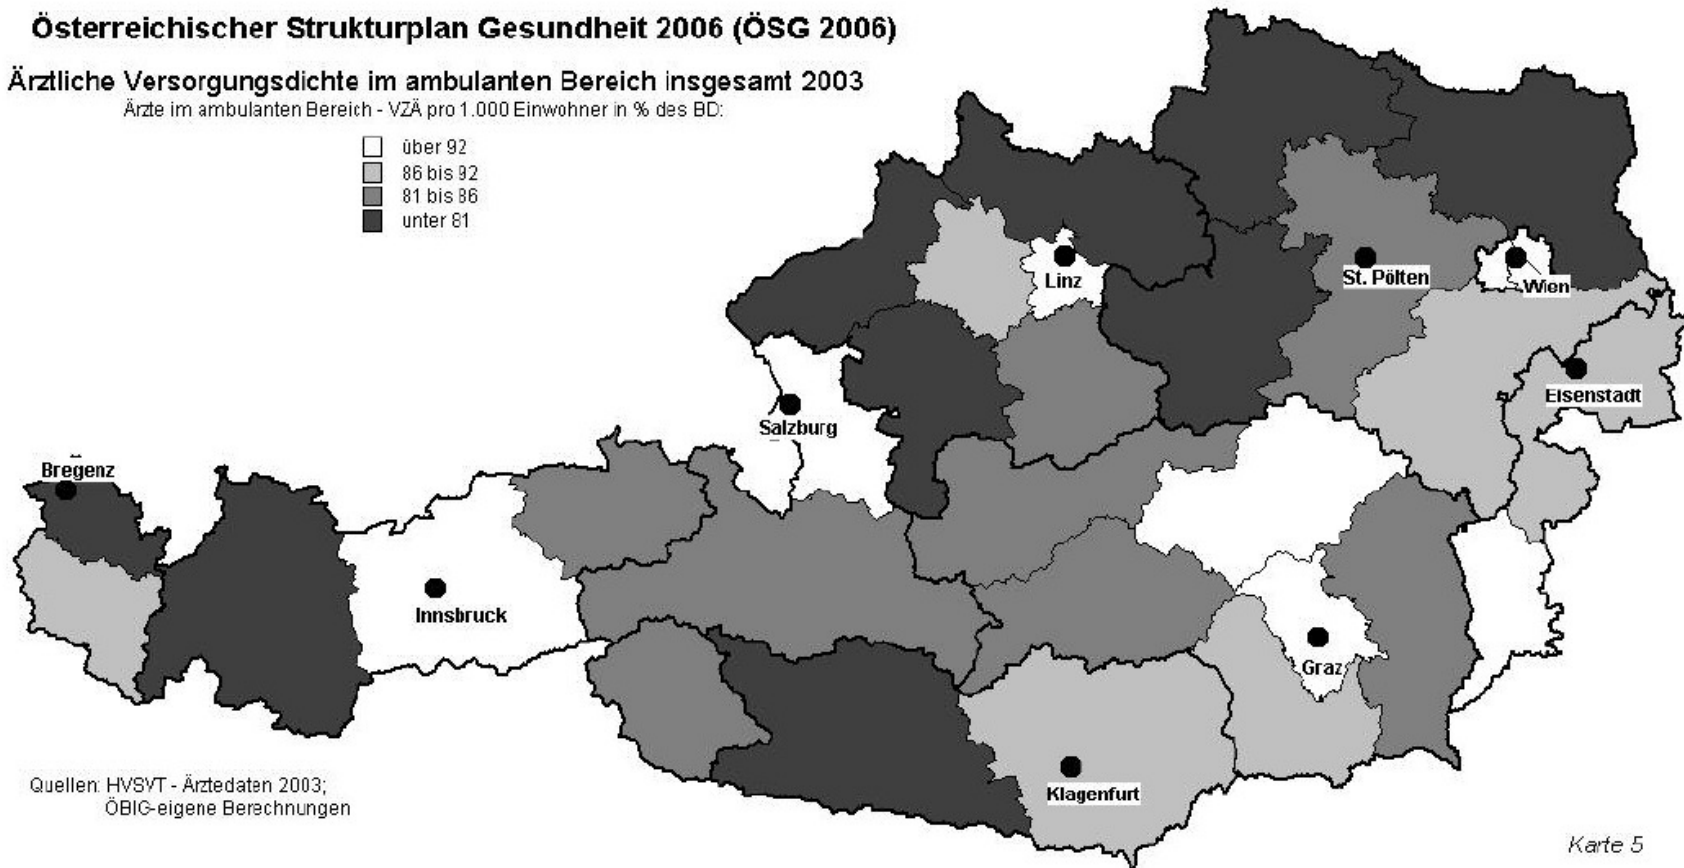 Österreichischer Strukturplan Gesundheit 2006 (ÖSG 2006)
Ärztliche Versorgungsdichte im ambulanten Bereich insgesamt 2003
Ärzte im ambulanten Bereich - VZÄ pro 1.000 Einwohner in % des BD:
über 92
86 bis 92
81 bis 86
unter 81
Linz
St. Pölten
Wien
Eisenstadt
Salzburg
Bregenz
Innsbruck
Graz
Klagenfurt
Quellen: HVSVT - Ärztedaten 2003;
ÖBIG-eigene Berechnungen
Karte 5